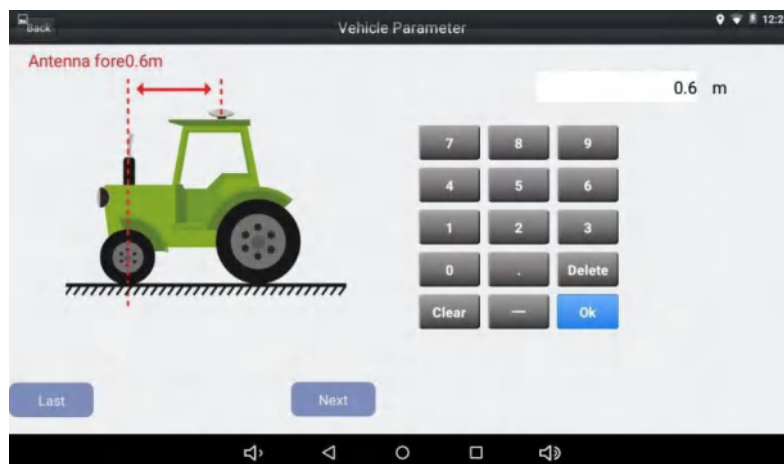 Back
Vehicle Parameter
12:2
Antenna fore0.6m
0.6 m
7 8 9
4 5 6
1 2 3
0 . Delete
Clear — Ok
Last
Next